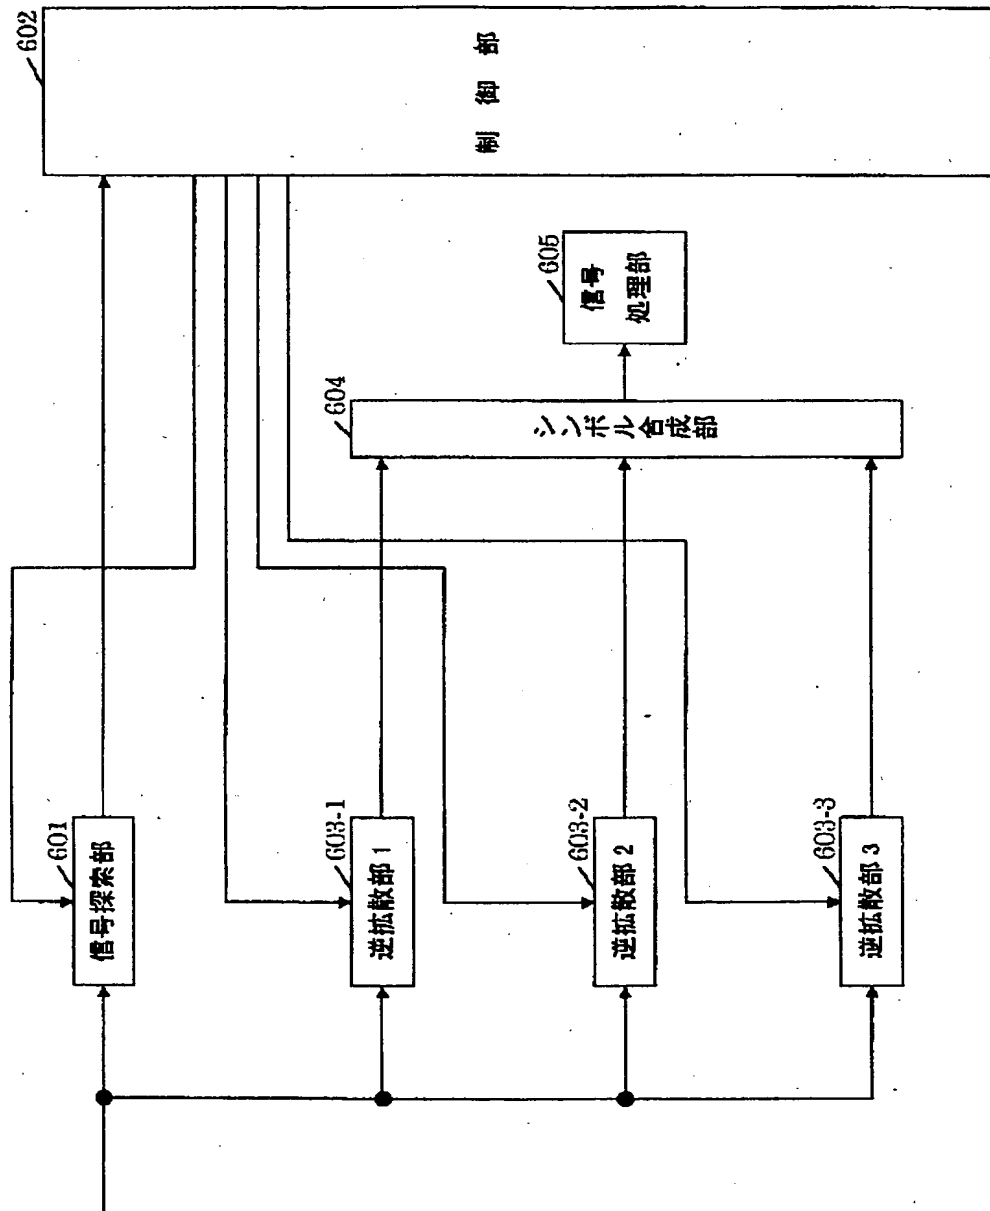 602
制御部
601
信号探索部
603-1
逆拡散部1
603-2
逆拡散部2
603-3
逆拡散部3
604
シンボル合成部
605
信号
処理部